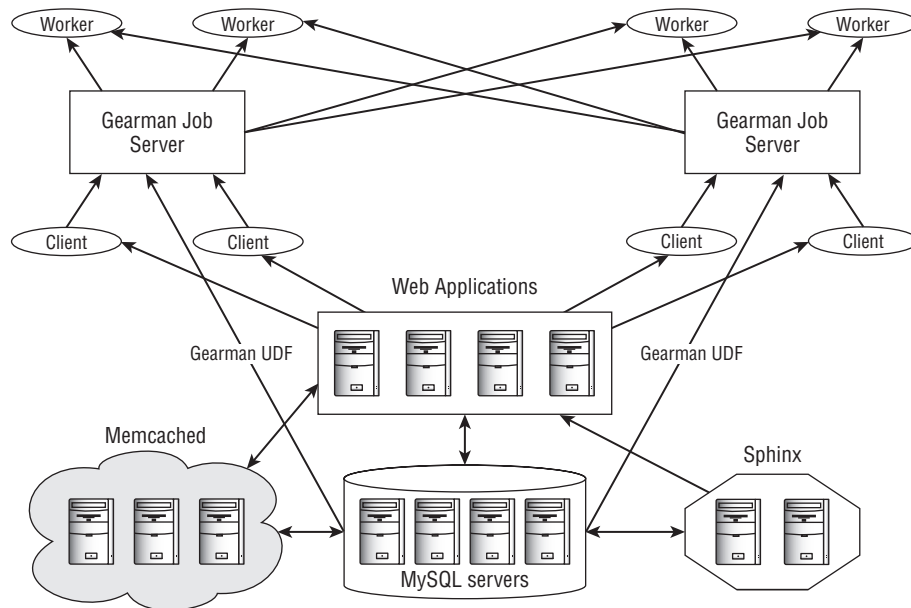 Worker
Worker
Worker
Worker
Gearman Job
Server
Gearman Job
Server
Client
Client
Client
Client
Web Applications
Gearman UDF
Gearman UDF
Memcached
Sphinx
MySQL servers